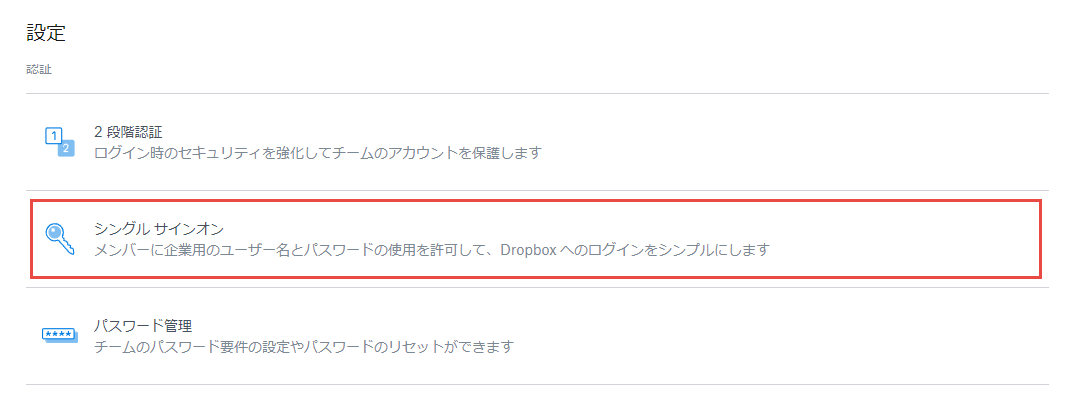 設定
認証
1
2
2 段階認証
ログイン時のセキュリティを強化してチームのアカウントを保護します
シングル サインオン
メンバーに企業用のユーザー名とパスワードの使用を許可して、Dropbox へのログインをシンプルにします
****
パスワード管理
チームのパスワード要件の設定やパスワードのリセットができます